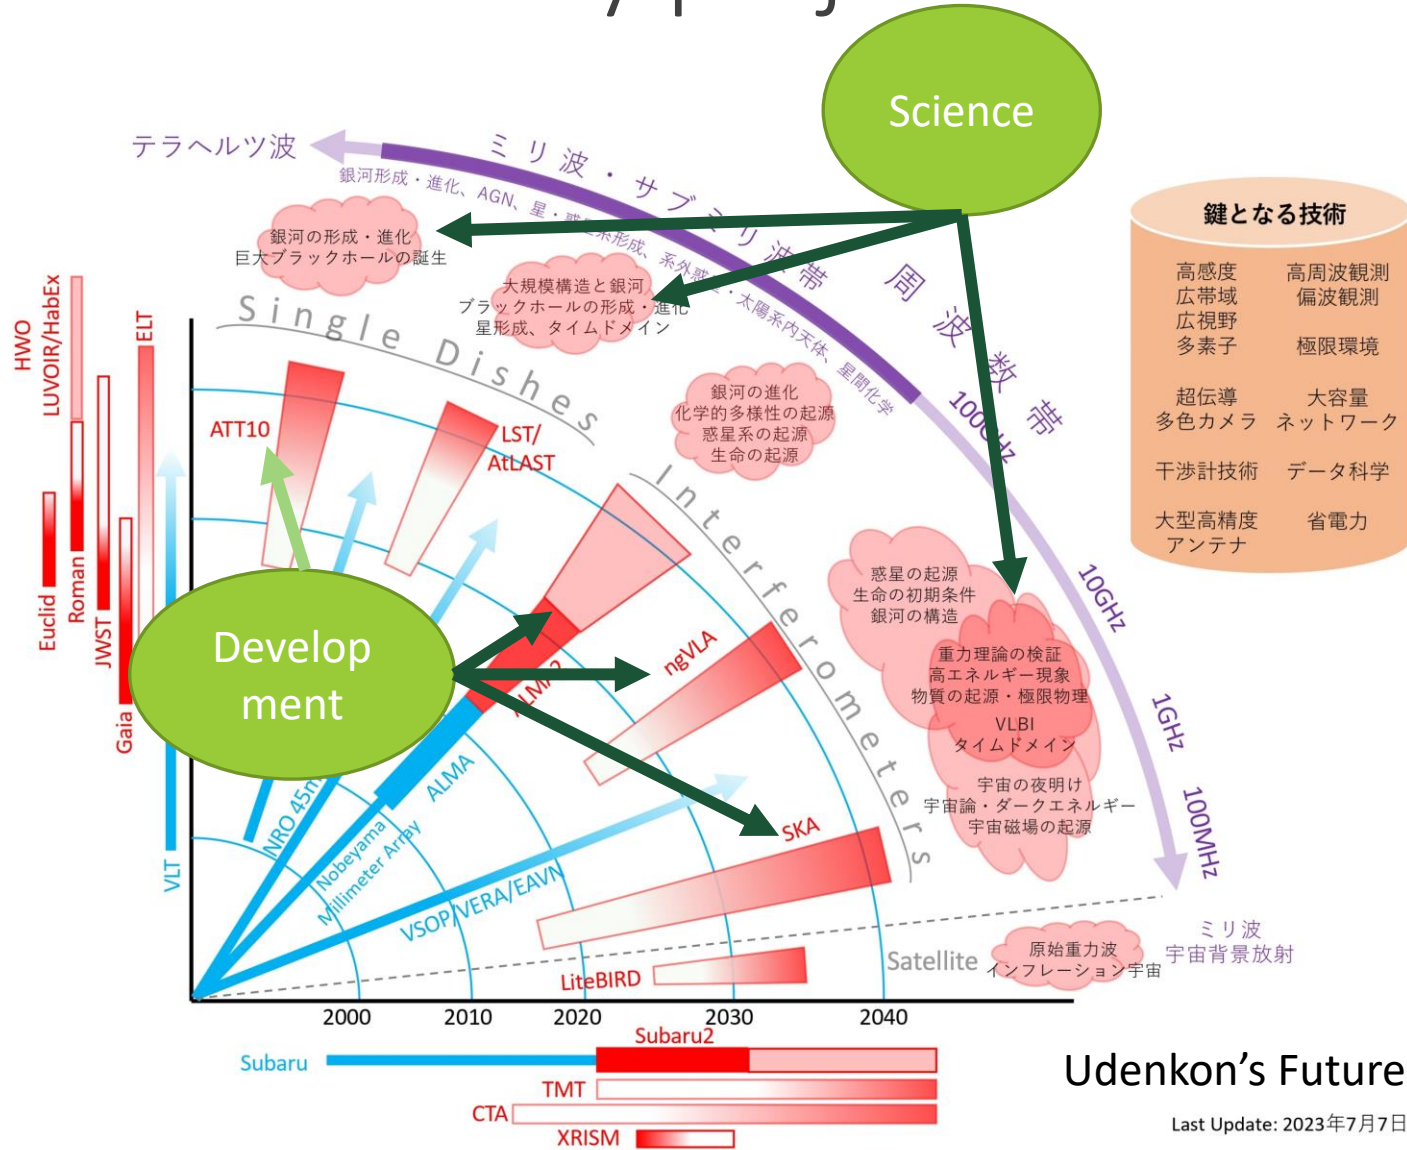 Science
テラヘルツ波
ミリ波・サブミリ波帯
周波数帯
銀河形成・進化、AGN、星・惑星系形成、系外惑星・太陽系内天体、星間化学
鍵となる技術
高感度
広帯域
広視野
多素子
超伝導
多色カメラ
干渉計技術
大型高精度
アンテナ
高周波観測
偏波観測
極限環境
大容量
ネットワーク
データ科学
省電力
銀河の形成・進化
巨大ブラックホールの誕生
大規模構造と銀河
ブラックホールの形成・進化
星形成、タイムドメイン
銀河の進化
化学的多様性の起源
惑星系の起源
生命の起源
Single Dishes
Interferometers
HWO
LUVOIR/HabEx
ELT
Euclid
Roman
JWST
Gaia
VLT
ATT10
LST/
AtLAST
100GHz
10GHz
1GHz
100MHz
惑星の起源
生命の初期条件
銀河の構造
重力理論の検証
高エネルギー現象
物質の起源・極限物理
VLBI
タイムドメイン
宇宙の夜明け
宇宙論・ダークエネルギー
宇宙磁場の起源
Develop
ment
ALMA2
ngVLA
SKA
ALMA
NRO 45m
Nobeyama
Millimeter Array
VSOP/VERA/EAVN
LiteBIRD
Satellite
原始重力波
インフレーション宇宙
ミリ波
宇宙背景放射
2000
2010
2020
2030
2040
Subaru2
Subaru
TMT
CTA
XRISM
Udenkon's Future
Last Update: 2023年7月7日